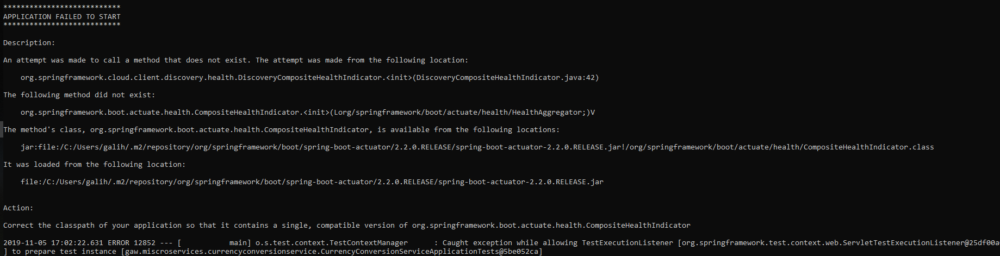 ***************************
APPLICATION FAILED TO START
***************************
Description:
An attempt was made to call a method that does not exist. The attempt was made from the following location:
org.springframework.cloud.client.discovery.health.DiscoveryCompositeHealthIndicator.<init>(DiscoveryCompositeHealthIndicator.java:42)
The following method did not exist:
org.springframework.boot.actuate.health.CompositeHealthIndicator.<init>(Lorg/springframework/boot/actuate/health/HealthAggregator;)V
The method's class, org.springframework.boot.actuate.health.CompositeHealthIndicator, is available from the following locations:
jar:file:/C:/Users/galih/.m2/repository/org/springframework/boot/spring-boot-actuator/2.2.0.RELEASE/spring-boot-actuator-2.2.0.RELEASE.jar!/org/springframework/boot/actuate/health/CompositeHealthIndicator.class
It was loaded from the following location:
file:/C:/Users/galih/.m2/repository/org/springframework/boot/spring-boot-actuator/2.2.0.RELEASE/spring-boot-actuator-2.2.0.RELEASE.jar
Action:
Correct the classpath of your application so that it contains a single, compatible version of org.springframework.boot.actuate.health.CompositeHealthIndicator
2019-11-05 17:02:22.631 ERROR 12852 --- [           main] o.s.test.context.TestContextManager      : Caught exception while allowing TestExecutionListener [org.springframework.test.context.web.ServletTestExecutionListener@25df00a
] to prepare test instance [gaw.miscroservices.currencyconversionservice.CurrencyConversionServiceApplicationTests@5be052ca]